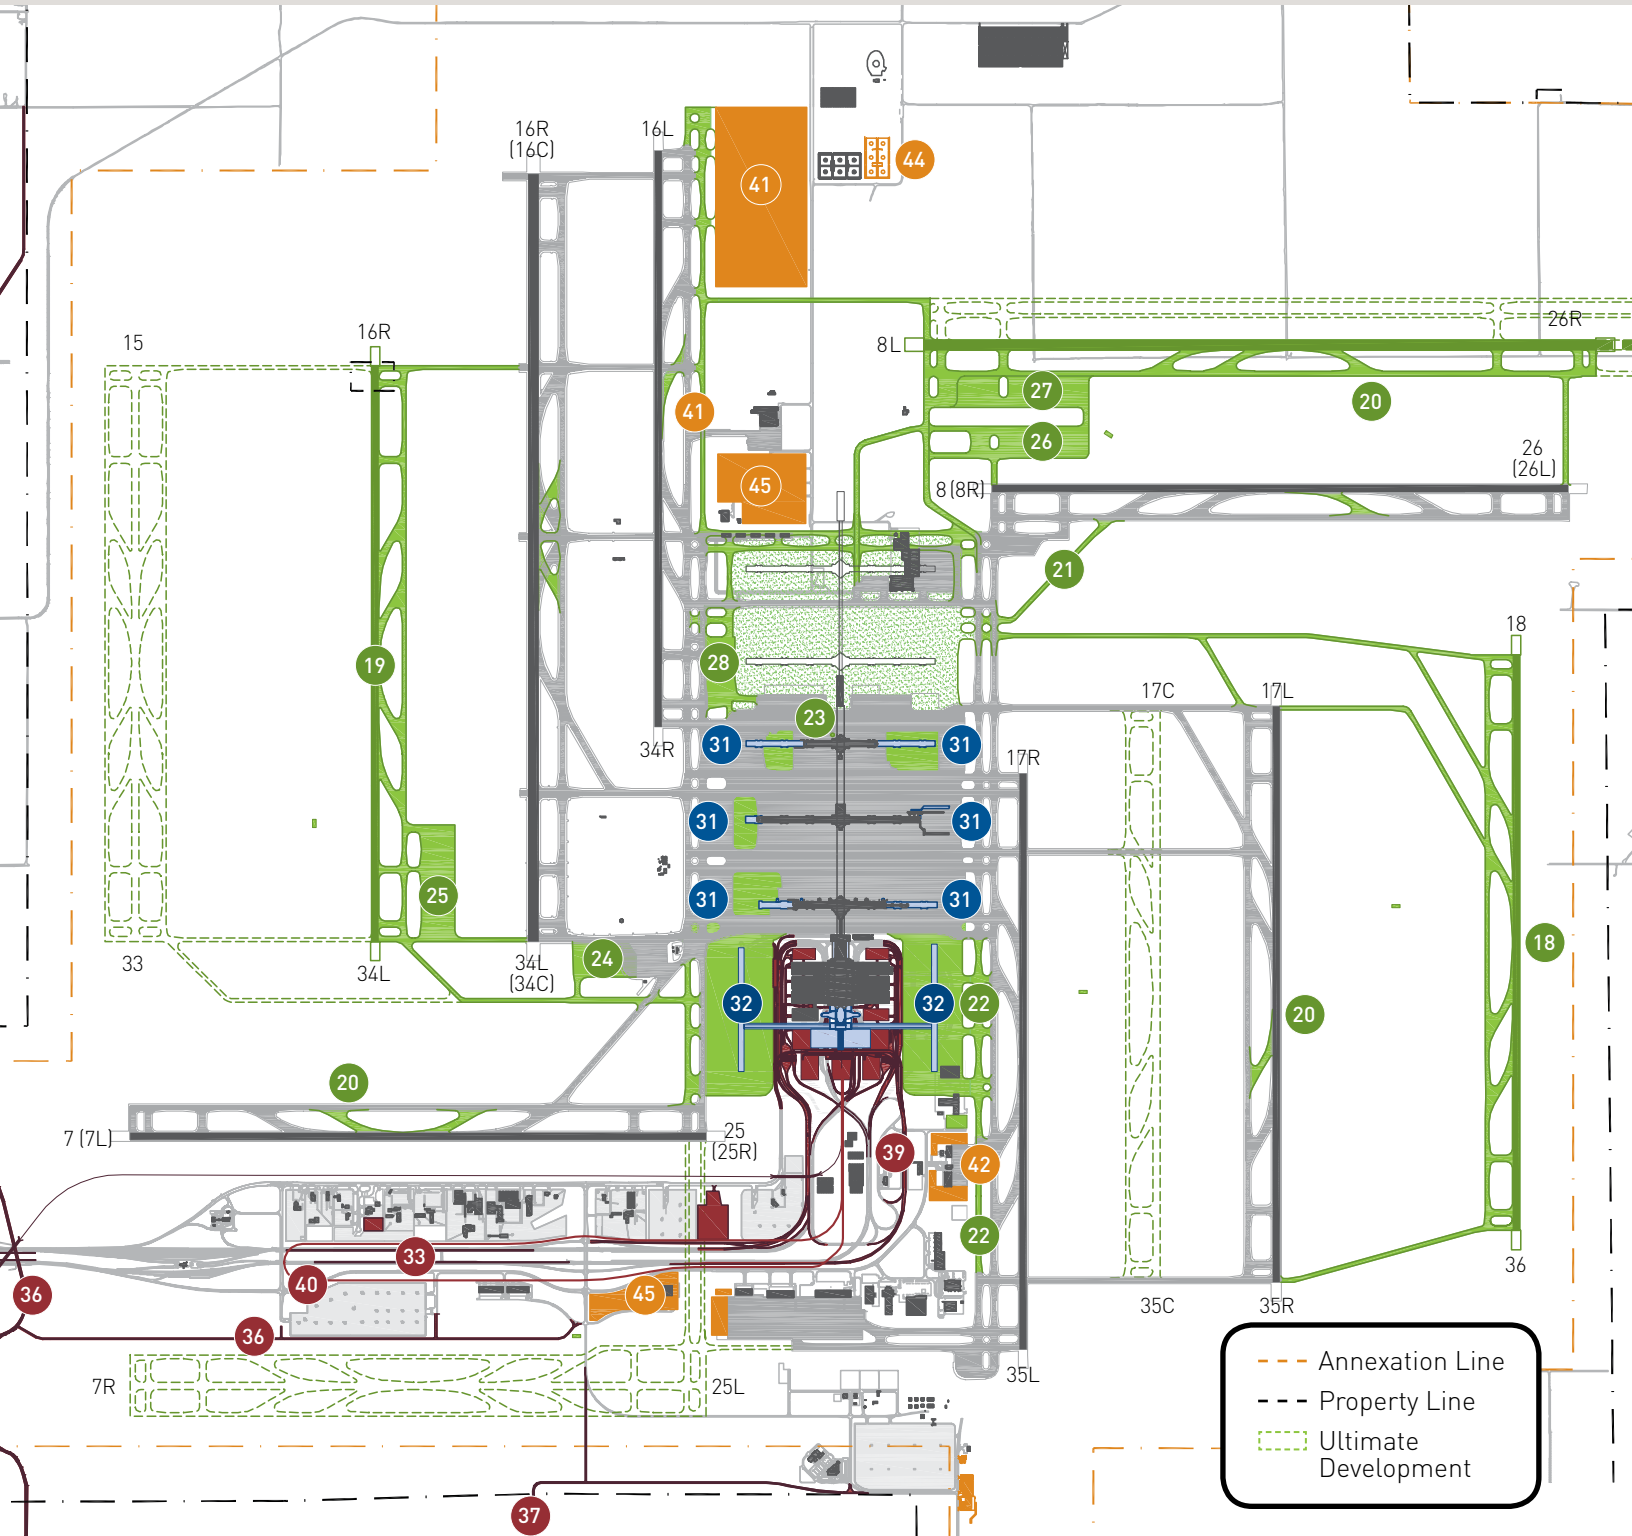 16R
(16C)
16L
44
41
15
16R
26R
8L
27
20
41
26
26
(26L)
45
8 (8R)
21
18
19
28
17C
17L
23
31
31
34R
17R
31
31
25
31
31
18
33
34L
34L
(34C)
24
32
32
22
20
20
7 (7L)
25
(25R)
39
42
22
33
36
40
45
36
36
35C
35R
7R
25L
35L
37
Annexation Line
Property Line
Ultimate
Development